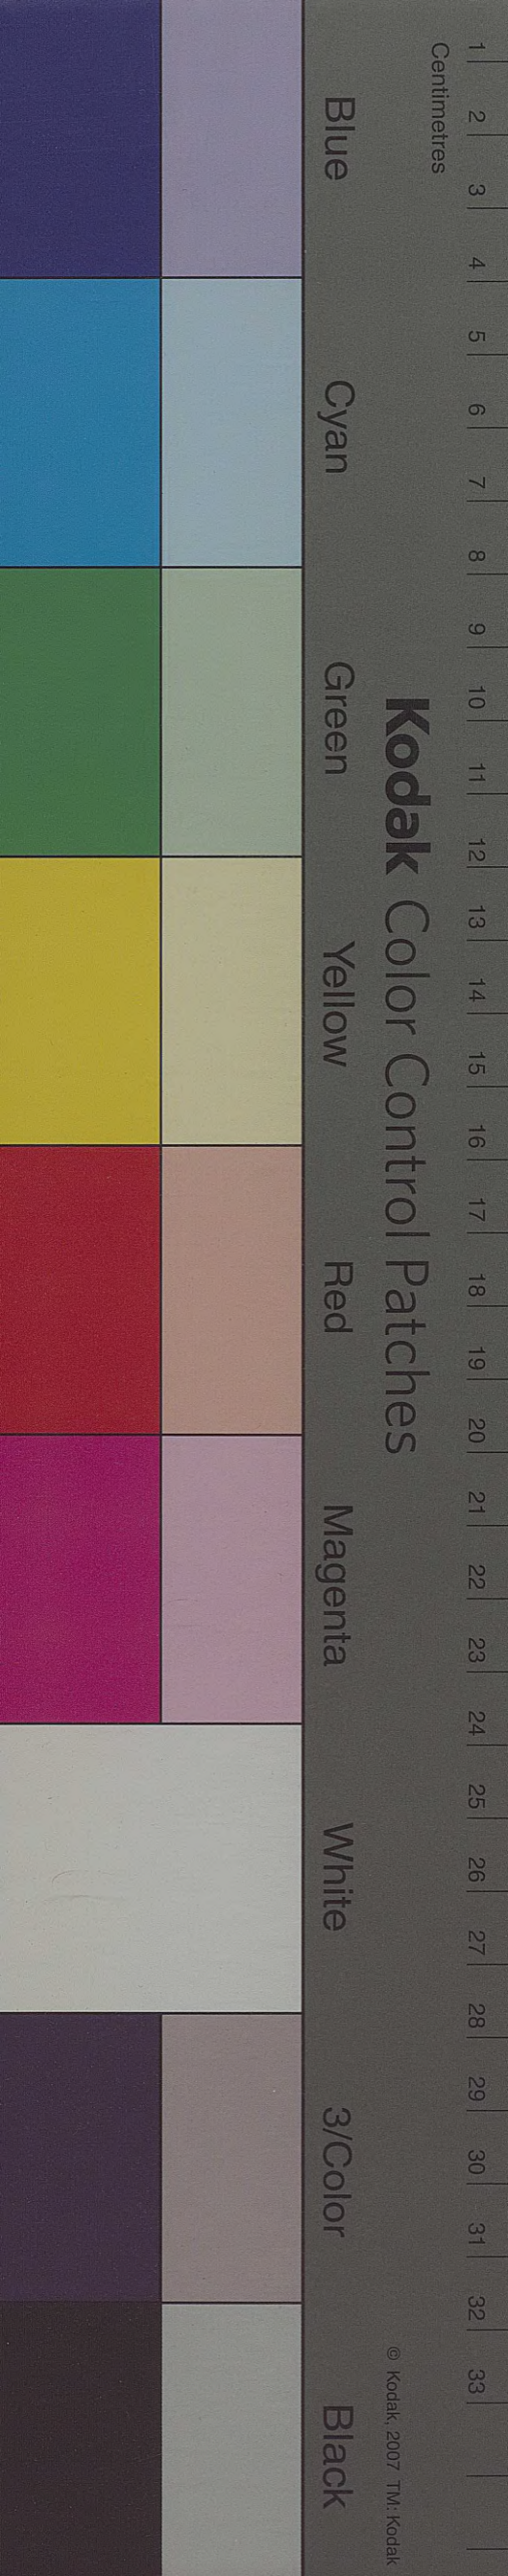 Centimetres
1 2 3 4 5 6 7 8 9 10 11 12 13 14 15 16 17 18 19 20 21 22 23 24 25 26 27 28 29 30 31 32 33
Kodak Color Control Patches
© Kodak, 2007 TM: Kodak
Blue Cyan Green Yellow Red Magenta White 3/Color Black